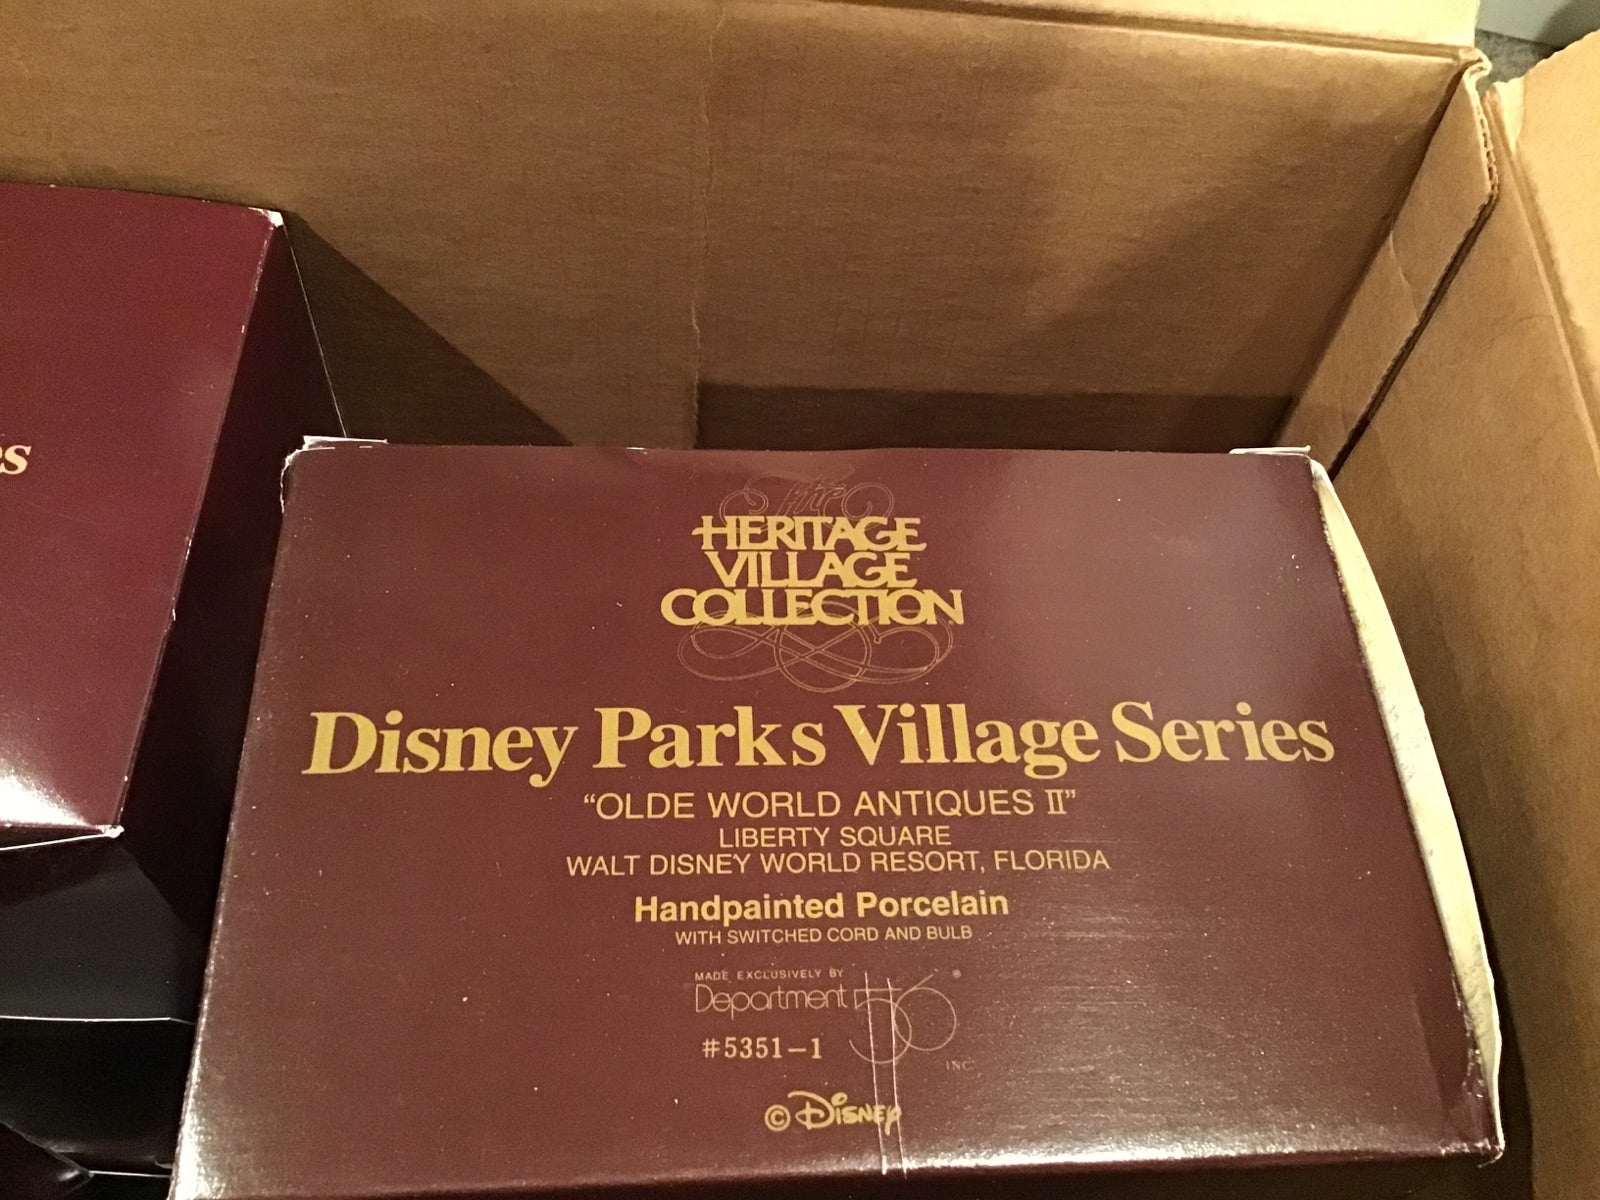 The
HERITAGE
VILLAGE
COLLECTION
Disney Parks Village Series
“OLDE WORLD ANTIQUES II”
LIBERTY SQUARE
WALT DISNEY WORLD RESORT, FLORIDA
Handpainted Porcelain
WITH SWITCHED CORD AND BULB
MADE EXCLUSIVELY BY
Department 56 ®
#5351-1
INC
© Disney